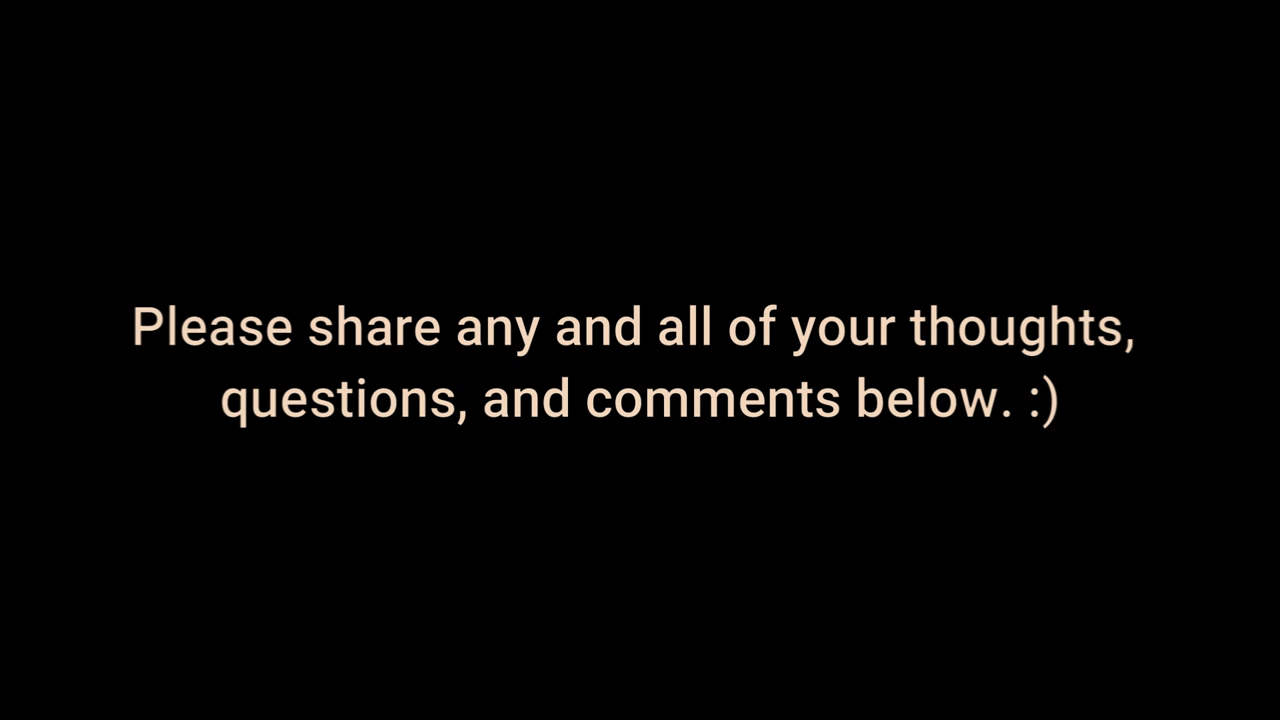 Please share any and all of your thoughts,
questions, and comments below. :)